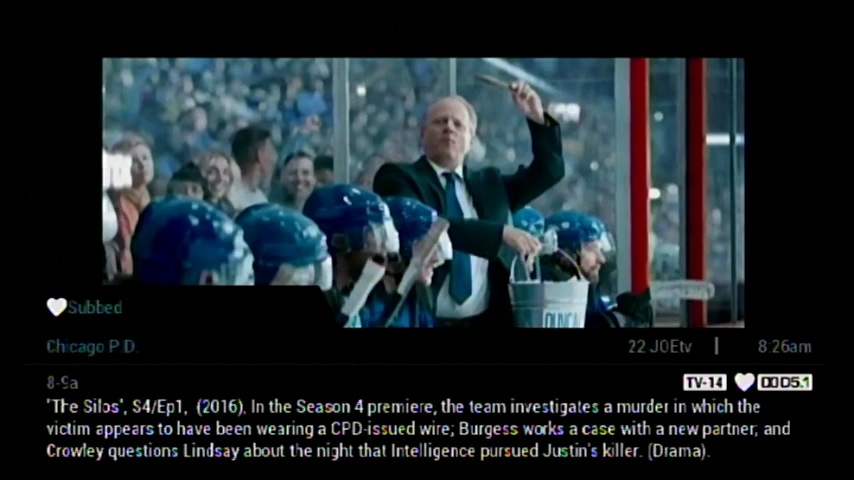 DUNCAN
Subbed
Chicago P.D.
22 JOEtv | 8:26am
8-9a
TV-14 DD5.1
"The Silos", S4/Ep1, (2016), In the Season 4 premiere, the team investigates a murder in which the
victim appears to have been wearing a CPD-issued wire; Burgess works a case with a new partner; and
Crowley questions Lindsay about the night that Intelligence pursued Justin's killer. (Drama).